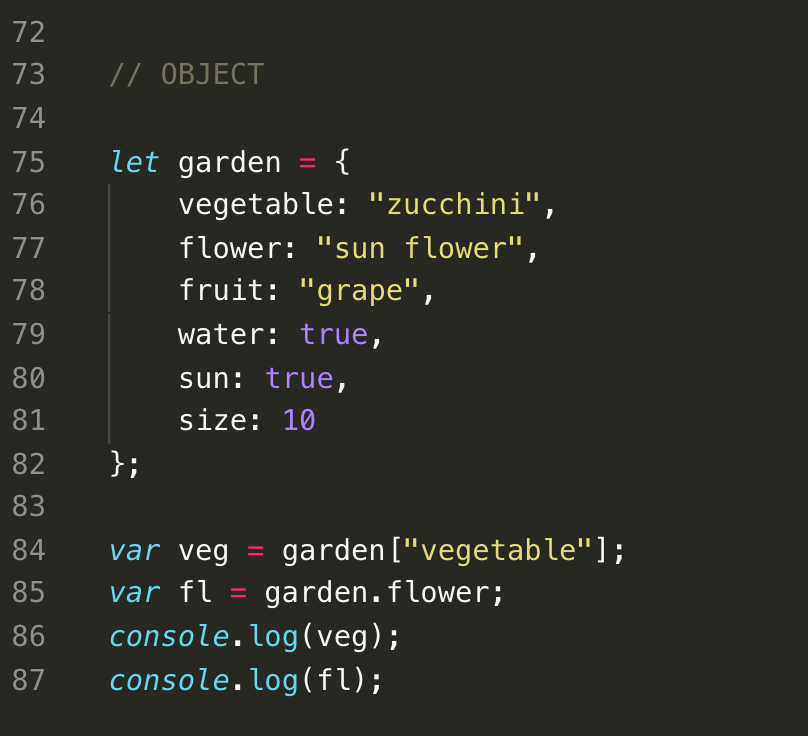 72
73 // OBJECT
74
75 let garden = {
76     vegetable: "zucchini",
77     flower: "sun flower",
78     fruit: "grape",
79     water: true,
80     sun: true,
81     size: 10
82 };
83
84 var veg = garden["vegetable"];
85 var fl = garden.flower;
86 console.log(veg);
87 console.log(fl);